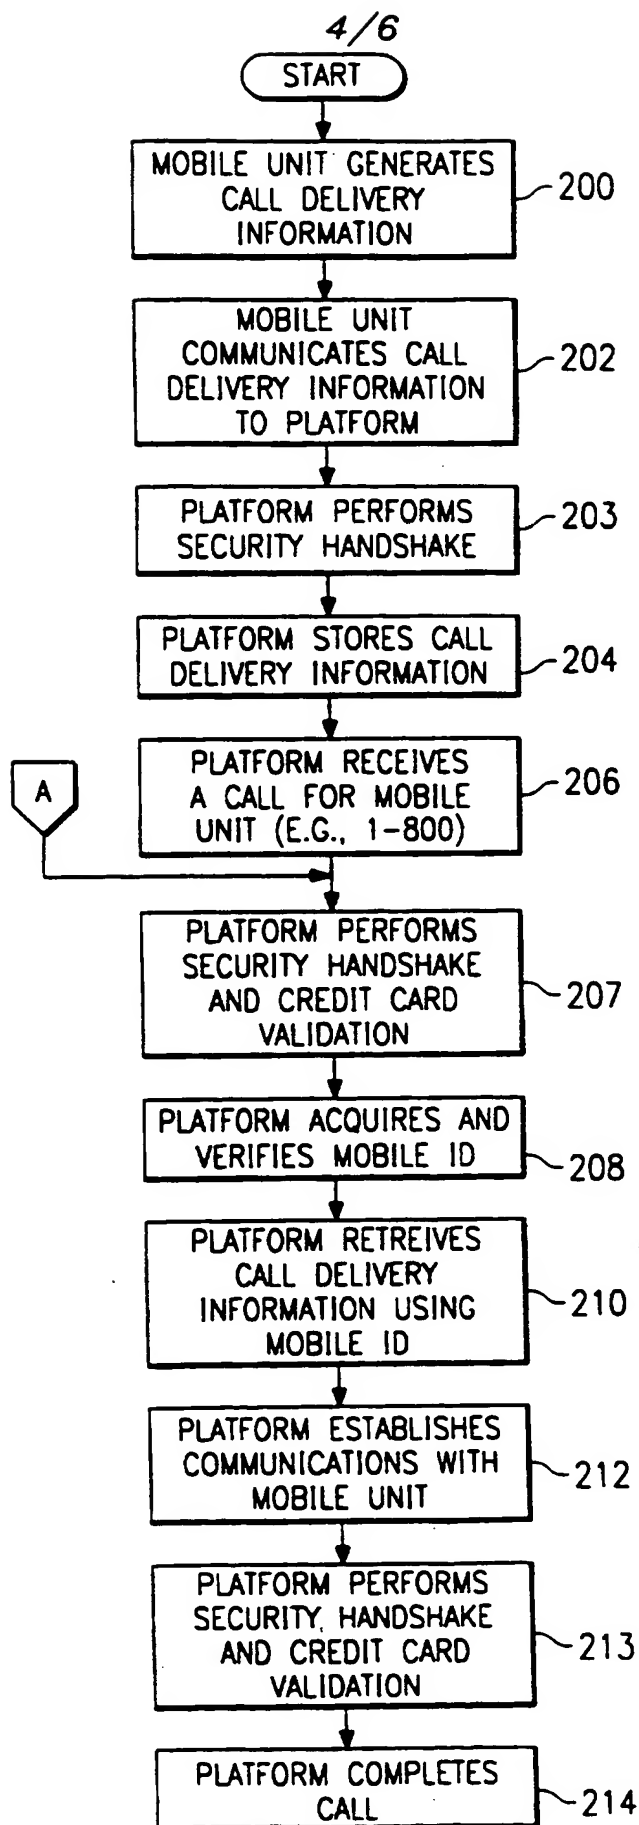 4/6
START
MOBILE UNIT GENERATES
CALL DELIVERY
INFORMATION
200
MOBILE UNIT
COMMUNICATES CALL
DELIVERY INFORMATION
TO PLATFORM
202
PLATFORM PERFORMS
SECURITY HANDSHAKE
203
PLATFORM STORES CALL
DELIVERY INFORMATION
204
PLATFORM RECEIVES
A CALL FOR MOBILE
UNIT (E.G., 1-800)
206
A
PLATFORM PERFORMS
SECURITY HANDSHAKE
AND CREDIT CARD
VALIDATION
207
PLATFORM ACQUIRES AND
VERIFIES MOBILE ID
208
PLATFORM RETREIVES
CALL DELIVERY
INFORMATION USING
MOBILE ID
210
PLATFORM ESTABLISHES
COMMUNICATIONS WITH
MOBILE UNIT
212
PLATFORM PERFORMS
SECURITY HANDSHAKE
AND CREDIT CARD
VALIDATION
213
PLATFORM COMPLETES
CALL
214